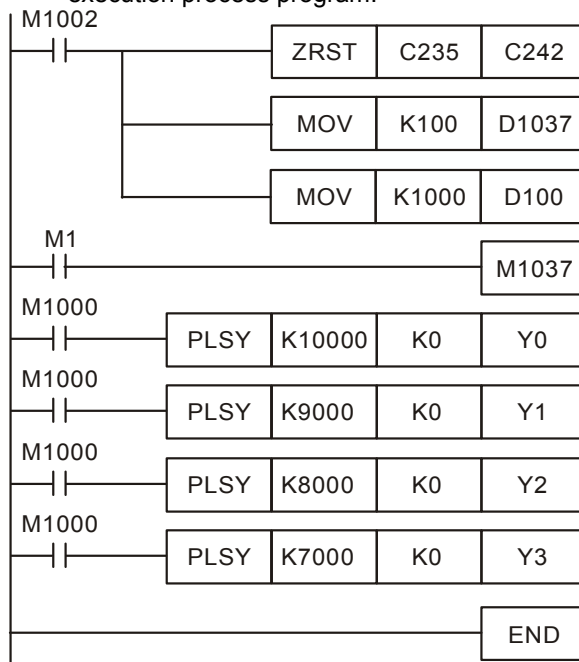 execution process program.
M1002
ZRST C235 C242
MOV K100 D1037
MOV K1000 D100
M1
M1037
M1000
PLSY K10000 K0 Y0
M1000
PLSY K9000 K0 Y1
M1000
PLSY K8000 K0 Y2
M1000
PLSY K7000 K0 Y3
END